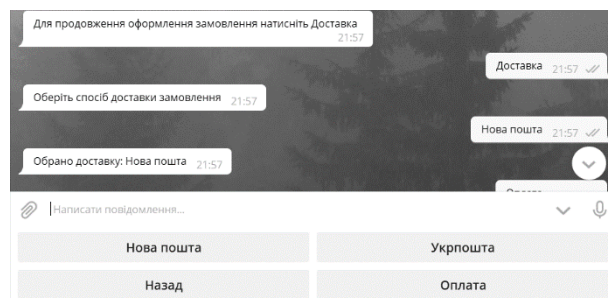 Для продовження оформлення замовлення натисніть Доставка
21:57
Доставка 21:57
Оберіть спосіб доставки замовлення 21:57
Нова пошта 21:57
Обрано доставку: Нова пошта 21:57
Написати повідомлення...
Нова пошта Укрпошта
Назад Оплата